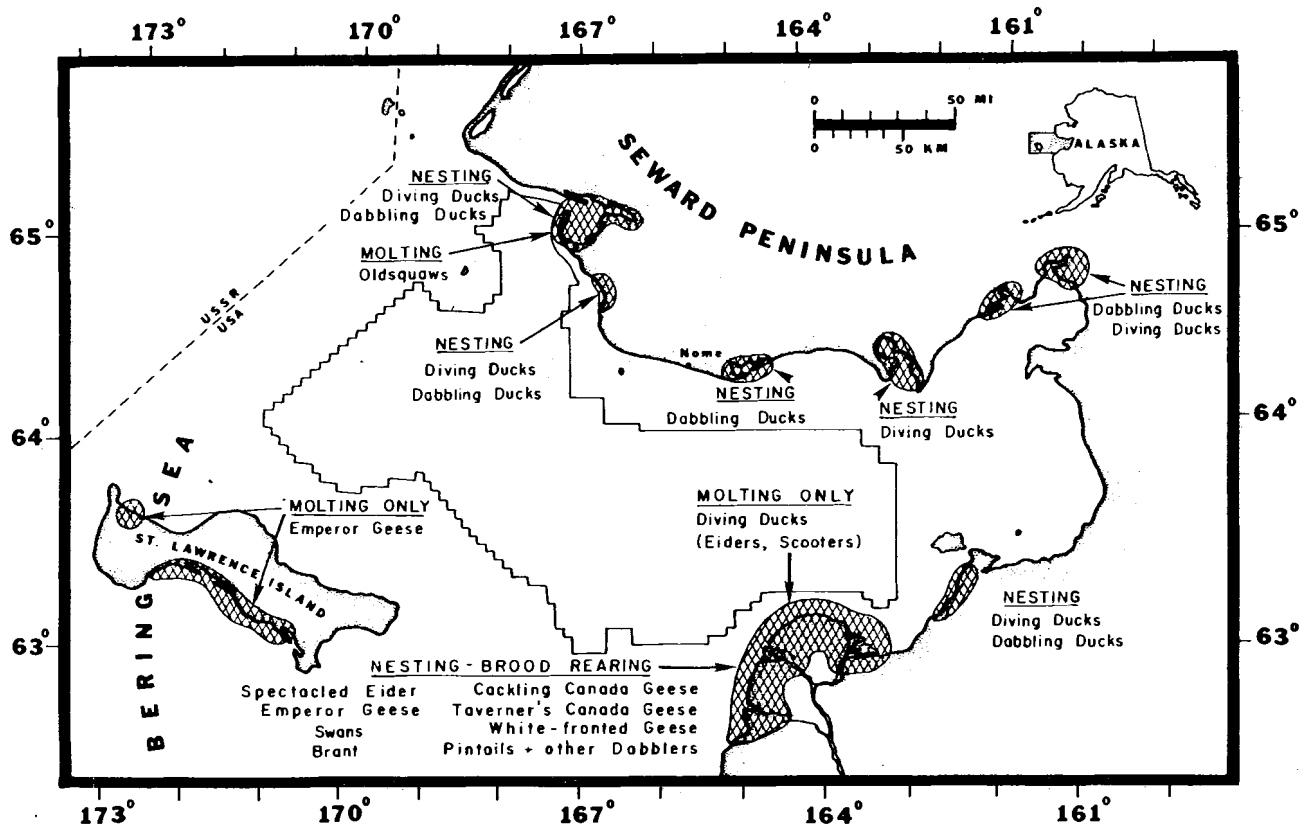 173° 170° 167° 164° 161°
0 50 MI
0 50 KM
ALASKA
SEWARD PENINSULA
NESTING
Diving Ducks
Dabbling Ducks
65° 65°
MOLTING
Oldsquaws
USSR
USA
NESTING
Dabbling Ducks
Diving Ducks
NESTING
Diving Ducks
Dabbling Ducks
Nome
NESTING
Dabbling Ducks
NESTING
Diving Ducks
64° 64°
BERING SEA
MOLTING ONLY
Emperor Geese
ST. LAWRENCE ISLAND
MOLTING ONLY
Diving Ducks
(Eiders, Scooters)
NESTING
Diving Ducks
Dabbling Ducks
63° 63°
NESTING-BROOD REARING
Spectacled Eider Cackling Canada Geese
Emperor Geese Taverner's Canada Geese
Swans White-fronted Geese
Brant Pintails + other Dabblers
173° 170° 167° 164° 161°